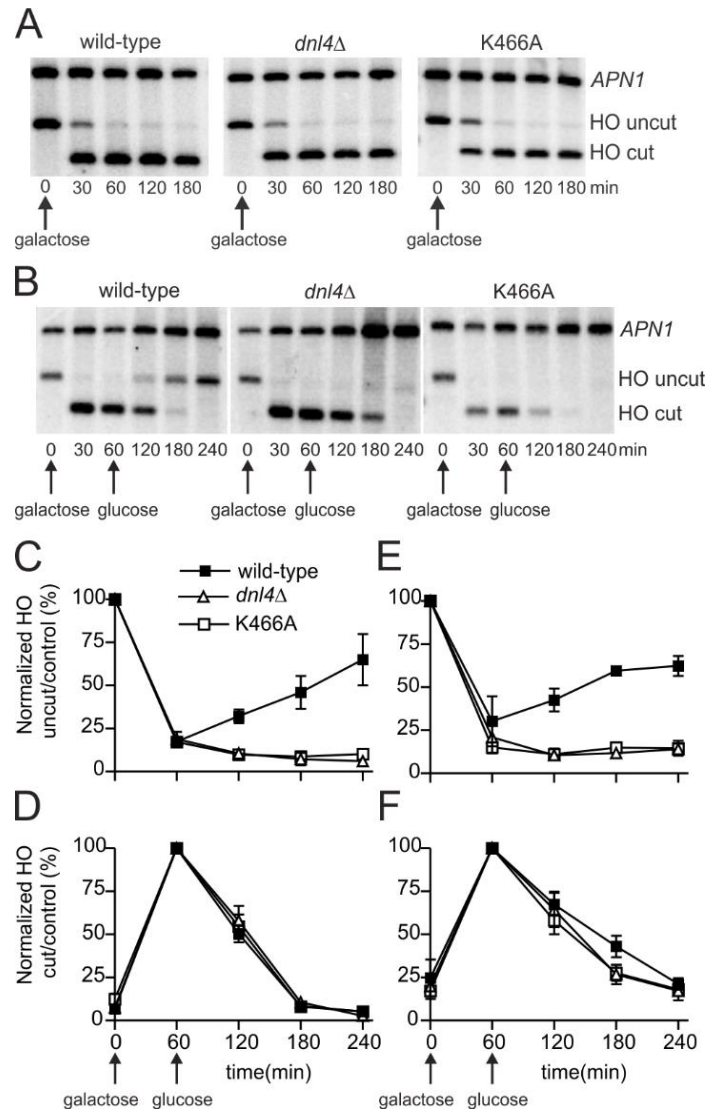 A
wild-type dnl4Δ K466A
APN1
HO uncut
HO cut
0 30 60 120 180 0 30 60 120 180 0 30 60 120 180 min
galactose galactose galactose
B
wild-type dnl4Δ K466A
APN1
HO uncut
HO cut
0 30 60 120 180 240 0 30 60 120 180 240 0 30 60 120 180 240 min
galactose glucose galactose glucose galactose glucose
C
Normalized HO
uncut/control (%)
100
75
50
25
0
wild-type
dnl4Δ
K466A
E
100
75
50
25
0
D
Normalized HO
cut/control (%)
100
75
50
25
0
0 60 120 180 240
time(min)
galactose glucose
F
100
75
50
25
0
0 60 120 180 240
time(min)
galactose glucose